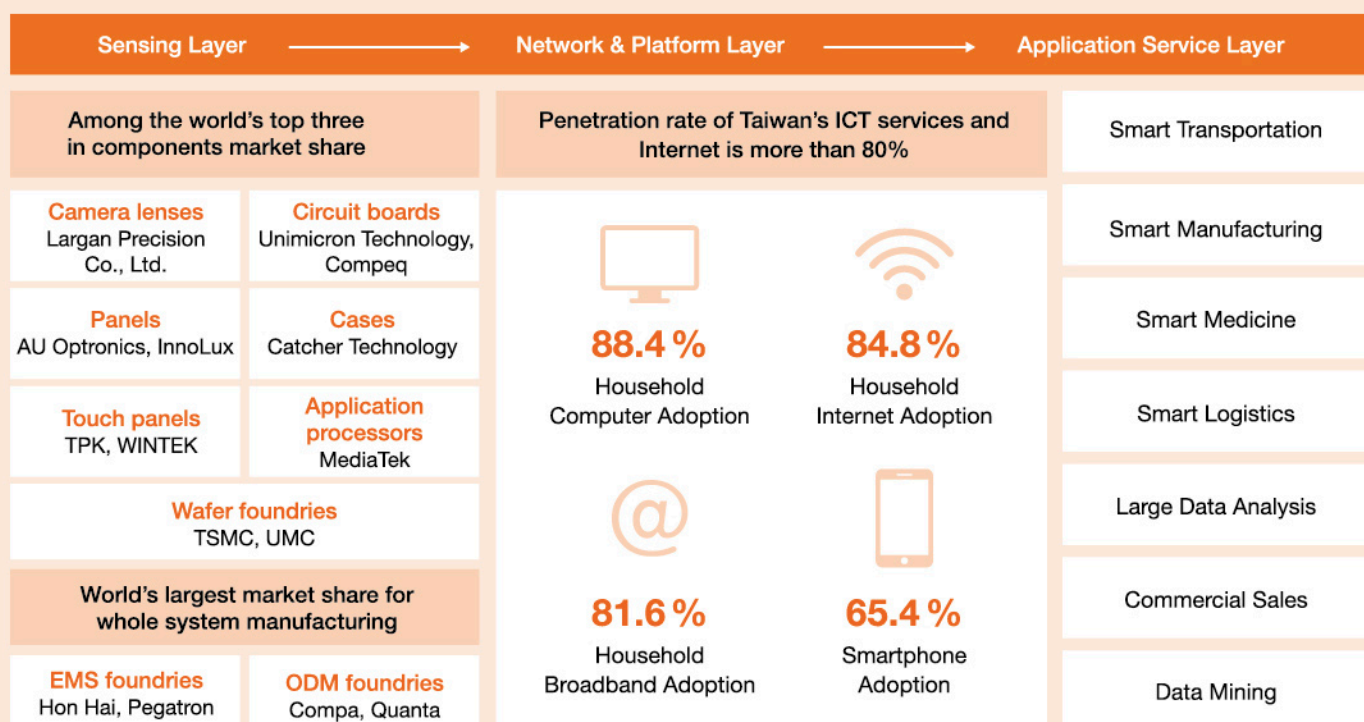 Sensing Layer
Network & Platform Layer
Application Service Layer
Among the world's top three
in components market share
Camera lenses
Largan Precision
Co., Ltd.
Circuit boards
Unimicron Technology,
Compeq
Panels
AU Optronics, InnoLux
Cases
Catcher Technology
Touch panels
TPK, WINTEK
Application
processors
MediaTek
Wafer foundries
TSMC, UMC
World's largest market share for
whole system manufacturing
EMS foundries
Hon Hai, Pegatron
ODM foundries
Compa, Quanta
Penetration rate of Taiwan's ICT services and
Internet is more than 80%
88.4 %
Household
Computer Adoption
84.8 %
Household
Internet Adoption
@
81.6 %
Household
Broadband Adoption
65.4 %
Smartphone
Adoption
Smart Transportation
Smart Manufacturing
Smart Medicine
Smart Logistics
Large Data Analysis
Commercial Sales
Data Mining